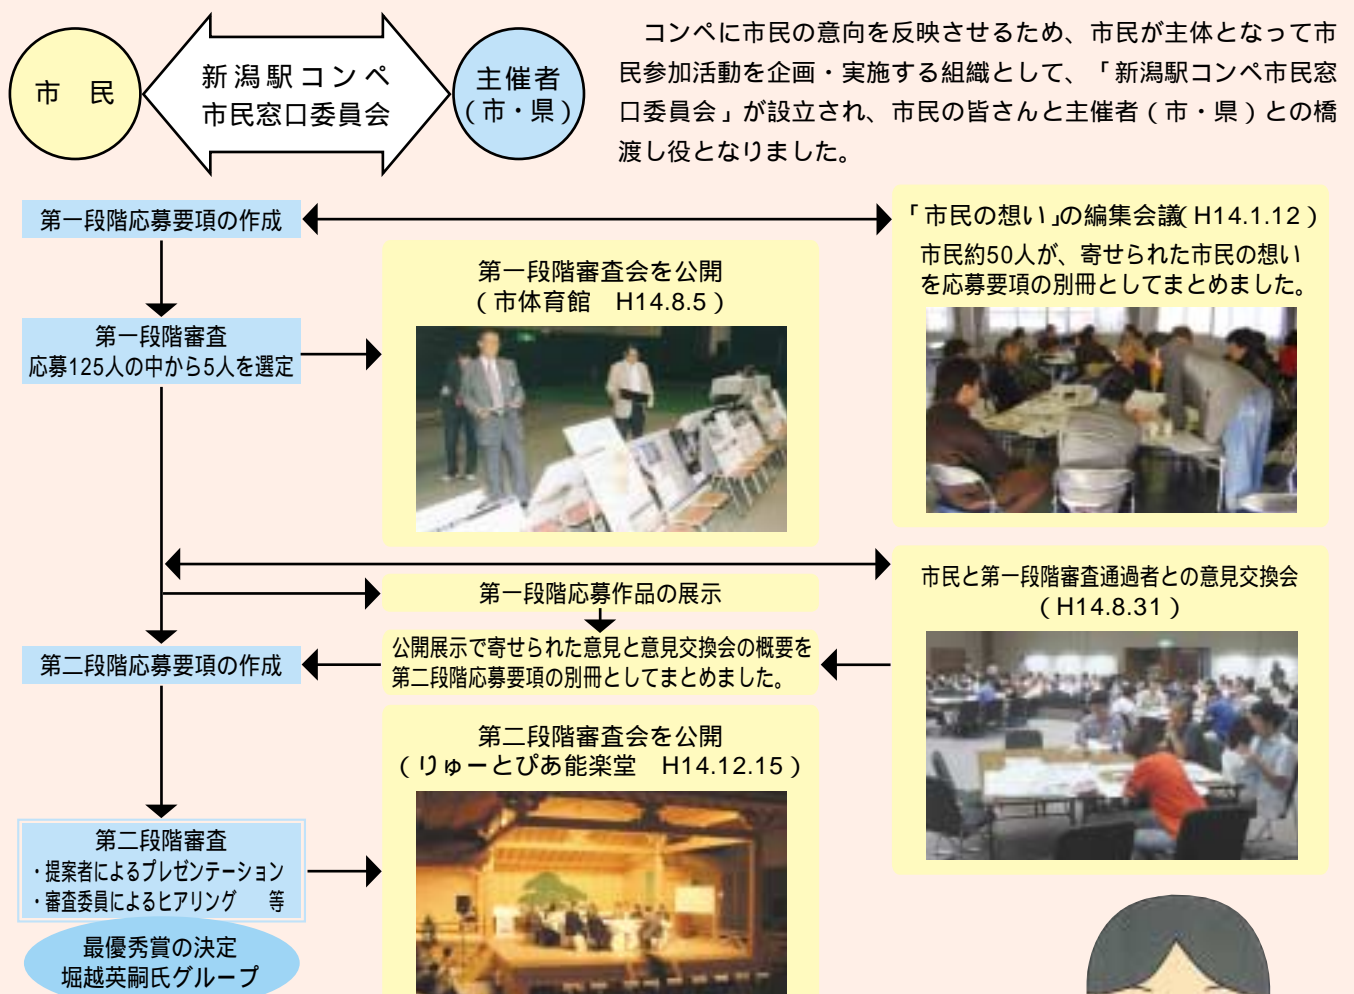 市　民
新潟駅コンペ
市民窓口委員会
主催者
（市・県）
コンペに市民の意向を反映させるため、市民が主体となって市
民参加活動を企画・実施する組織として、「新潟駅コンペ市民窓
口委員会」が設立され、市民の皆さんと主催者（市・県）との橋
渡し役となりました。
第一段階応募要項の作成
「市民の想い」の編集会議（H14.1.12）
市民約50人が、寄せられた市民の想い
を応募要項の別冊としてまとめました。
第一段階審査会を公開
（市体育館　H14.8.5）
第一段階審査
応募125人の中から5人を選定
市民と第一段階審査通過者との意見交換会
（H14.8.31）
第一段階応募作品の展示
公開展示で寄せられた意見と意見交換会の概要を
第二段階応募要項の別冊としてまとめました。
第二段階応募要項の作成
第二段階審査会を公開
（りゅーとぴあ能楽堂　H14.12.15）
第二段階審査
・提案者によるプレゼンテーション
・審査委員によるヒアリング　等
最優秀賞の決定
堀越英嗣氏グループ